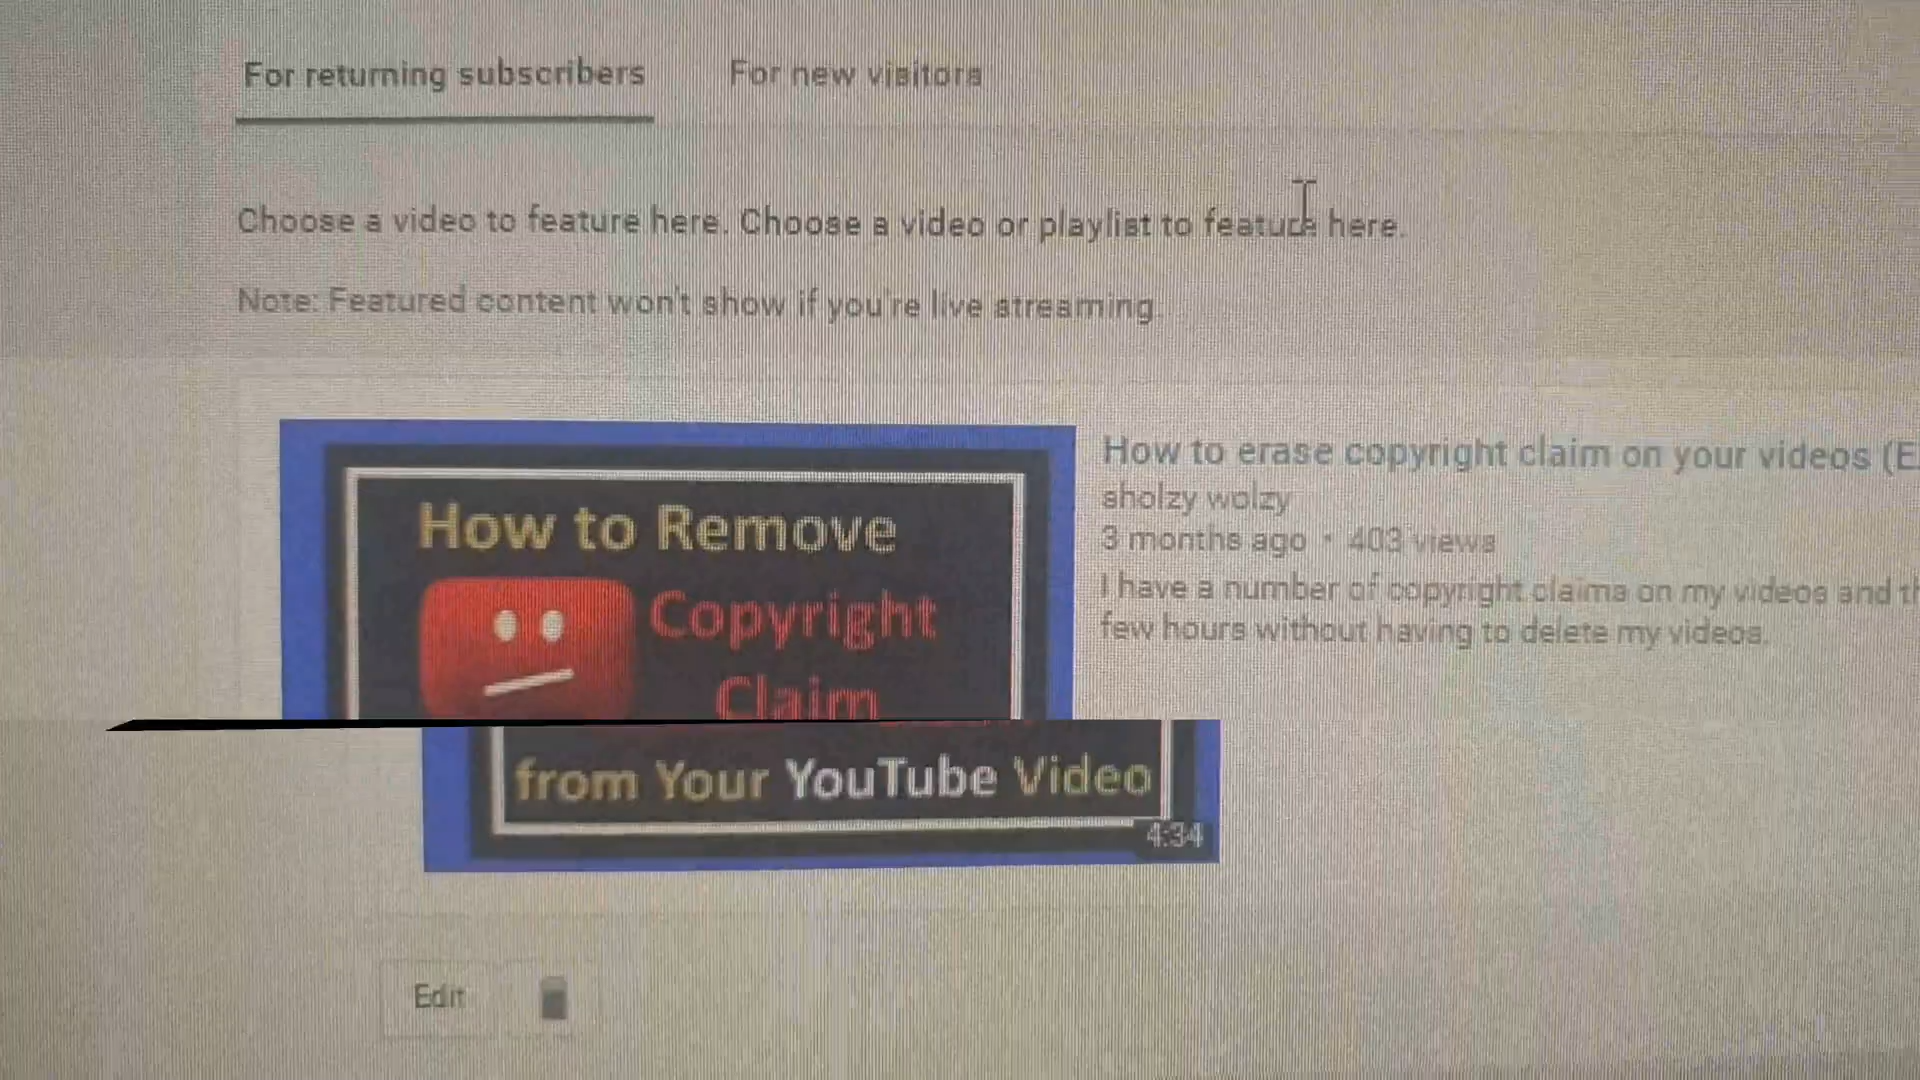 For returning subscribers
For new visitors
Choose a video to feature here. Choose a video or playlist to feature here.
Note: Featured content won't show if you're live streaming.
How to Remove
Copyright
Claim
from Your YouTube Video
4:34
How to erase copyright claim on your videos
sholzy wolzy
3 months ago • 403 views
I have a number of copyright claims on my videos and
few hours without having to delete my videos.
Edit